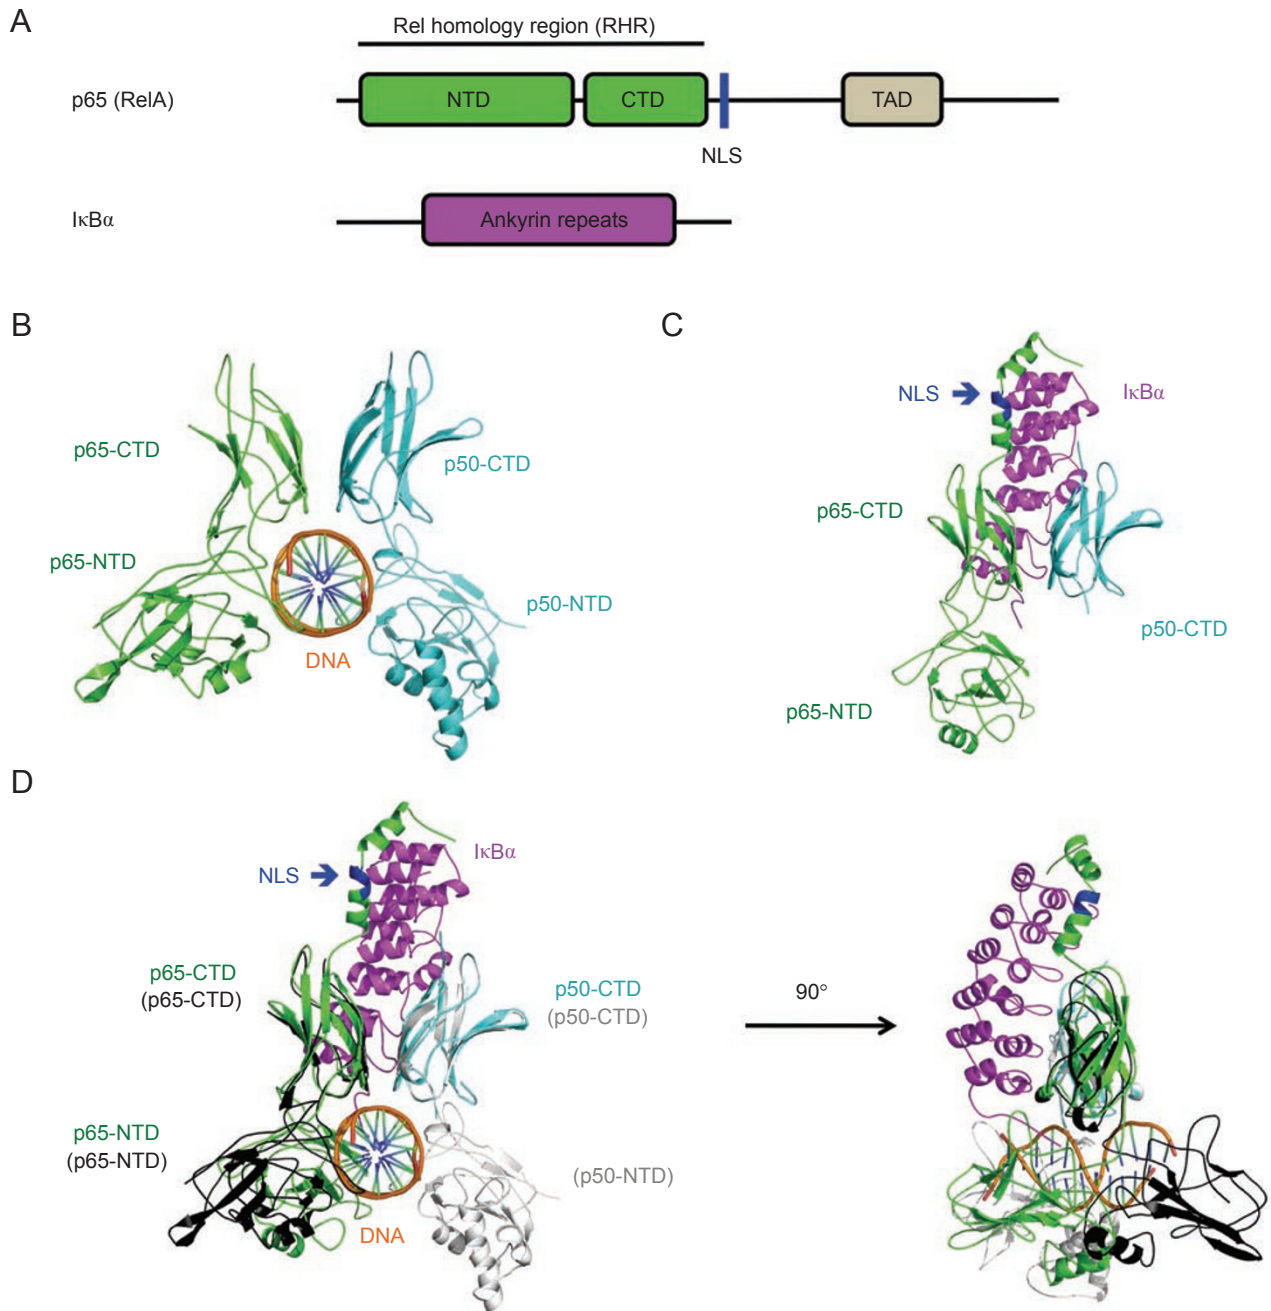 A
Rel homology region (RHR)
p65 (RelA)
NTD
CTD
TAD
NLS
IκBα
Ankyrin repeats
B
p65-CTD
p50-CTD
p65-NTD
p50-NTD
DNA
C
NLS
IκBα
p65-CTD
p50-CTD
p65-NTD
D
IκBα
NLS
p65-CTD
(p65-CTD)
p50-CTD
(p50-CTD)
p65-NTD
(p65-NTD)
(p50-NTD)
DNA
90°